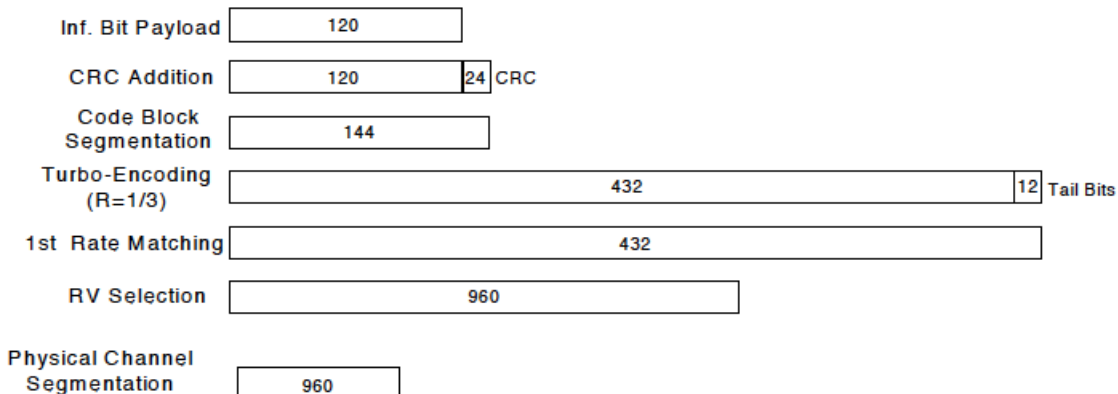 Inf. Bit Payload 120
CRC Addition 120 24 CRC
Code Block
Segmentation 144
Turbo-Encoding
(R=1/3) 432 12 Tail Bits
1st Rate Matching 432
RV Selection 960
Physical Channel
Segmentation 960